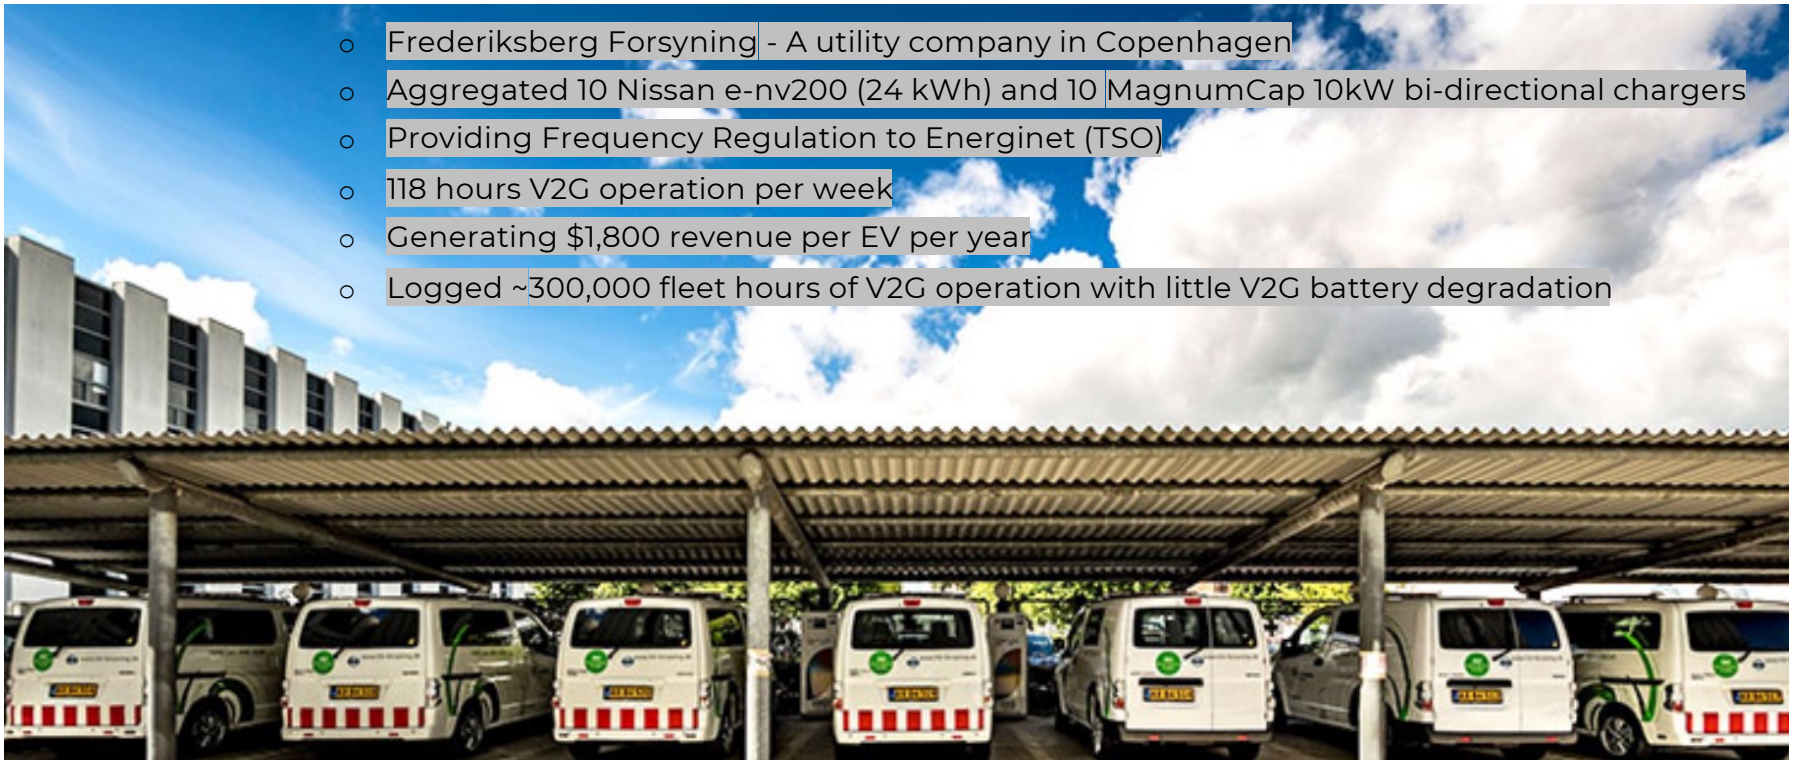 Frederiksberg Forsyning - A utility company in Copenhagen
Aggregated 10 Nissan e-nv200 (24 kWh) and 10 MagnumCap 10kW bi-directional chargers
Providing Frequency Regulation to Energinet (TSO)
118 hours V2G operation per week
Generating $1,800 revenue per EV per year
Logged ~300,000 fleet hours of V2G operation with little V2G battery degradation